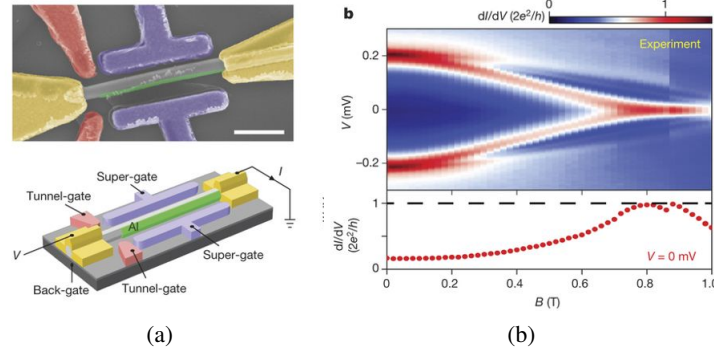 Super-gate
Tunnel-gate
I
Al
V
Super-gate
Back-gate
Tunnel-gate
(a)
b
dI/dV (2e²/h)
0
1
Experiment
V (mV)
0.2
0
−0.2
dI/dV
(2e²/h)
1
0
V = 0 mV
0
0.2
0.4
0.6
0.8
1.0
B (T)
(b)